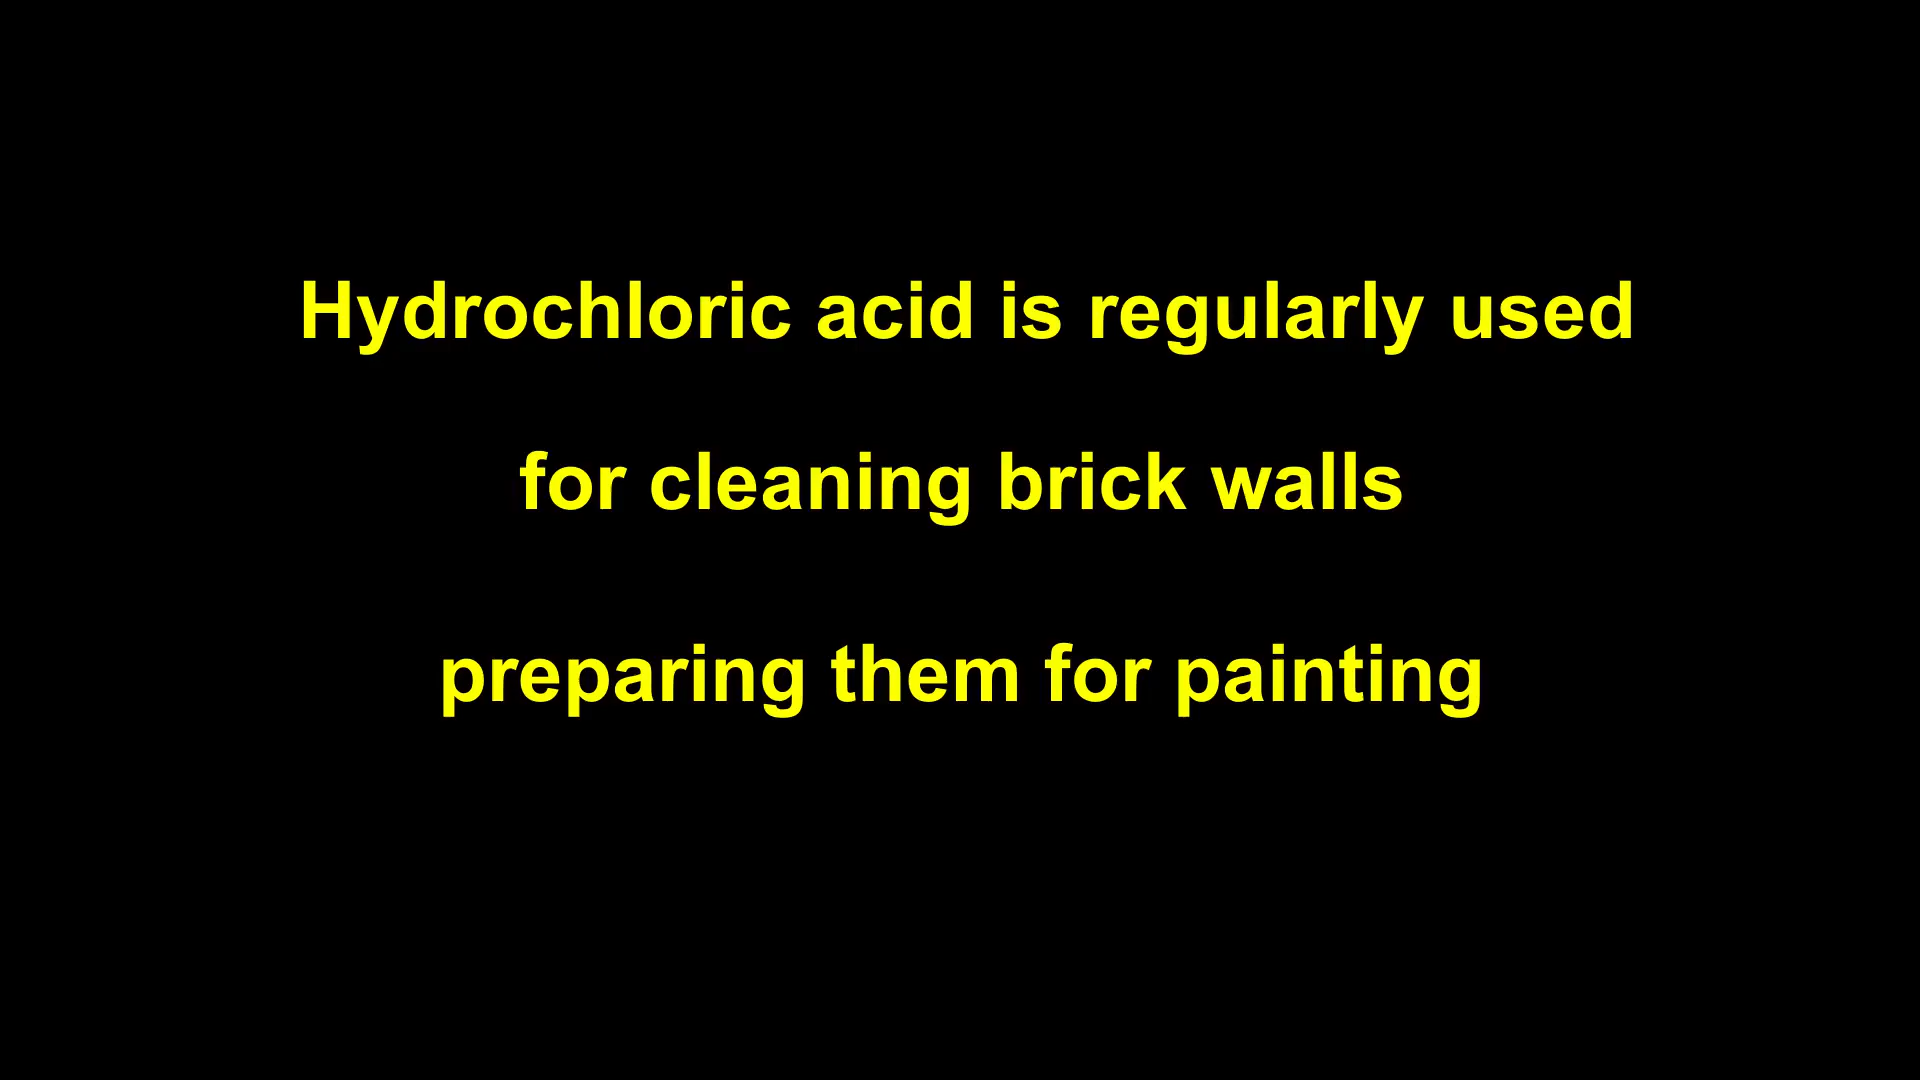 Hydrochloric acid is regularly used
for cleaning brick walls
preparing them for painting